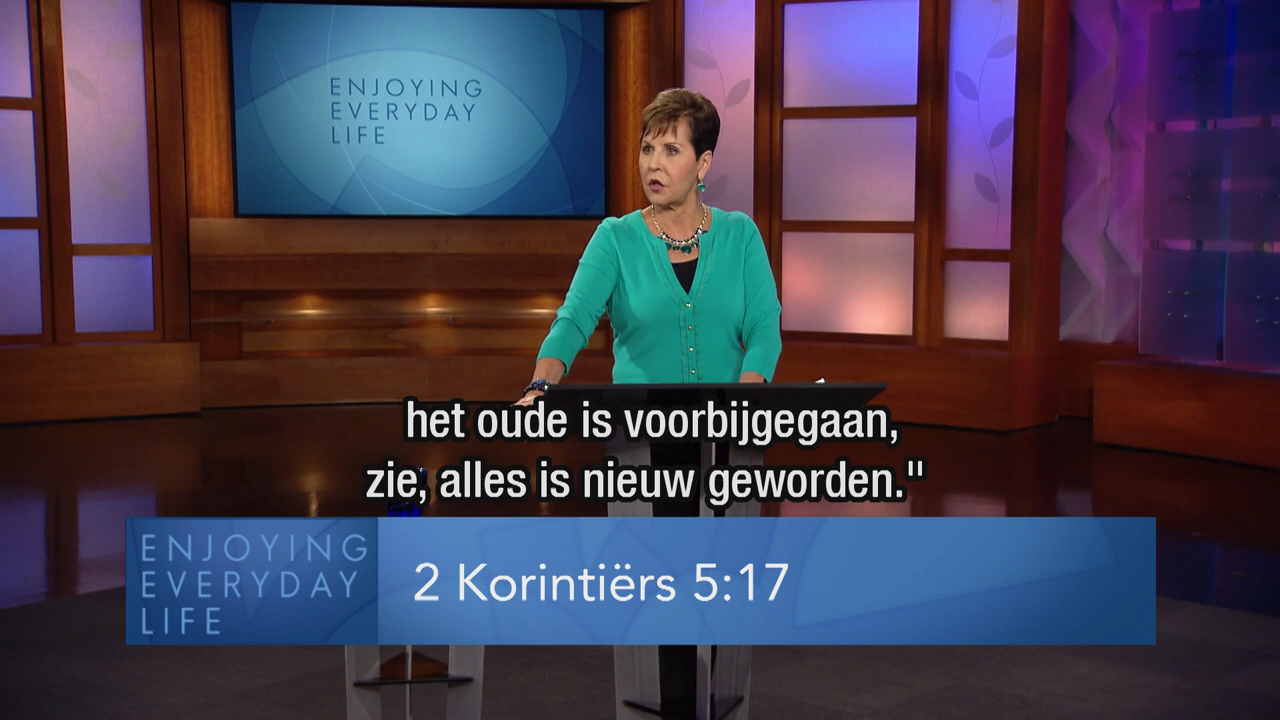 ENJOYING
EVERYDAY
LIFE
het oude is voorbijgegaan,
zie, alles is nieuw geworden."
ENJOYING
EVERYDAY
LIFE
2 Korintiërs 5:17